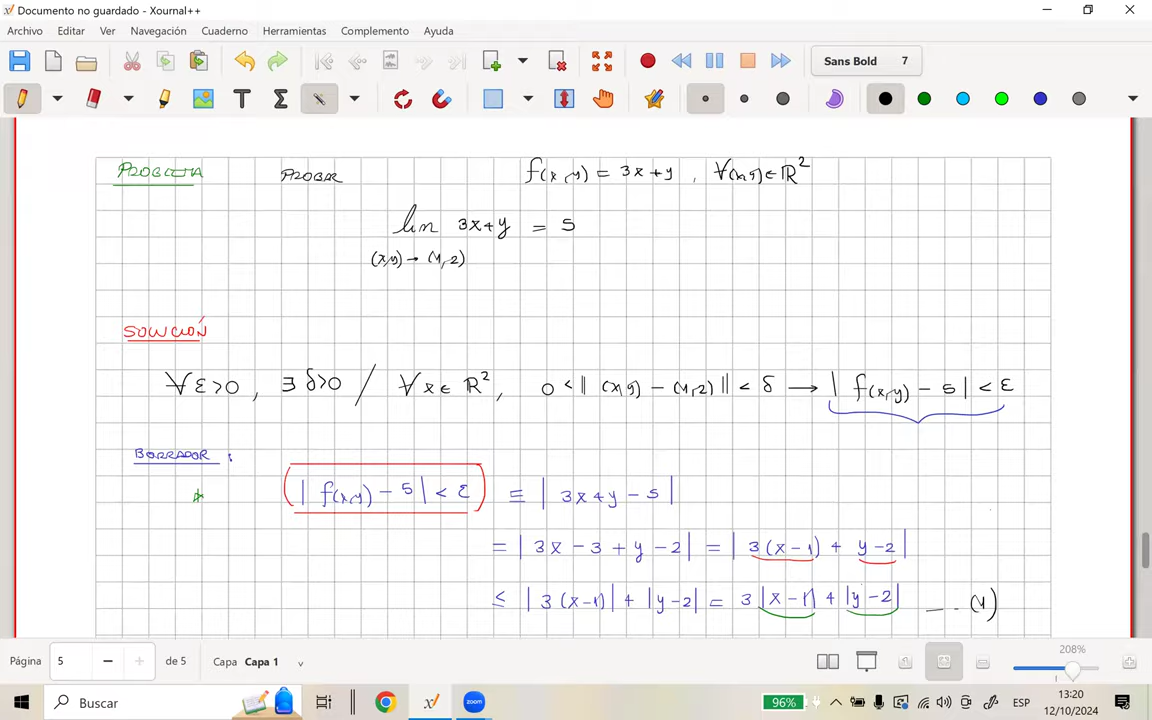 Documento no guardado - Xournal++
Archivo Editar Ver Navegación Cuaderno Herramientas Complemento Ayuda
Sans Bold 7
PROBLEMA PROBAR f(x,y) = 3x+y , ∀(x,y)∈ℝ²
lim 3x+y = 5
(x,y)→(1,2)
SOLUCIÓN
∀ε>0, ∃δ>0 / ∀x∈ℝ², 0<‖(x,y)-(1,2)‖<δ → |f(x,y)-5|<ε
BORRADOR :
* (|f(x,y)-5|<ε) ≡ |3x+y-5|
= |3x-3+y-2| = |3(x-1)+y-2|
≤ |3(x-1)|+|y-2| = 3|x-1|+|y-2| -.. (1)
Página 5 de 5 Capa Capa 1 208%
Buscar 96% ESP 13:20
12/10/2024